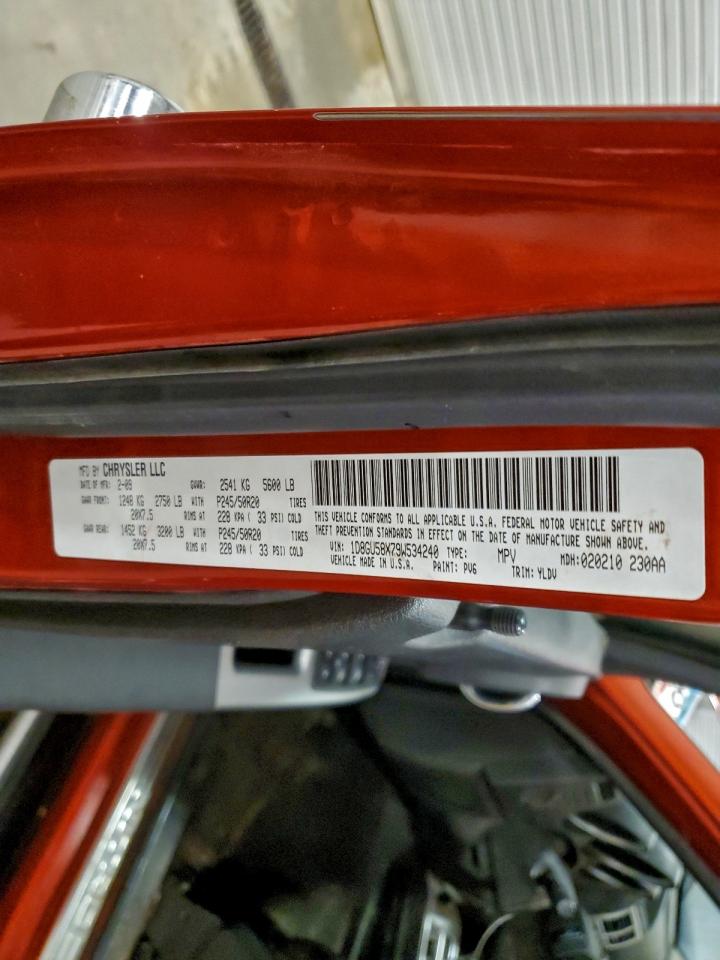 MFD BY CHRYSLER LLC
DATE OF MFR: 2-09 GVWR: 2541 KG 5600 LB
GAWR FRONT: 1248 KG 2750 LB WITH P245/50R20 TIRES
20X7.5 RIMS AT 228 KPA ( 33 PSI) COLD
GAWR REAR: 1452 KG 3200 LB WITH P245/50R20 TIRES
20X7.5 RIMS AT 228 KPA ( 33 PSI) COLD
THIS VEHICLE CONFORMS TO ALL APPLICABLE U.S.A. FEDERAL MOTOR VEHICLE SAFETY AND
THEFT PREVENTION STANDARDS IN EFFECT ON THE DATE OF MANUFACTURE SHOWN ABOVE.
VIN: 1D8GU58X79W534240 TYPE: MPV MDH:020210 230AA
VEHICLE MADE IN U.S.A. PAINT: PV6 TRIM: YLDV